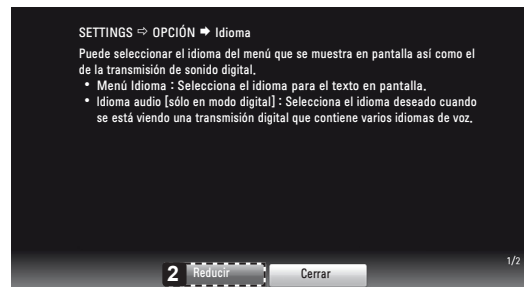 SETTINGS ⇨ OPCIÓN ➡ Idioma
Puede seleccionar el idioma del menú que se muestra en pantalla así como el
de la transmisión de sonido digital.
• Menú Idioma : Selecciona el idioma para el texto en pantalla.
• Idioma audio [sólo en modo digital] : Selecciona el idioma deseado cuando
se está viendo una transmisión digital que contiene varios idiomas de voz.
1/2
2 Reducir Cerrar